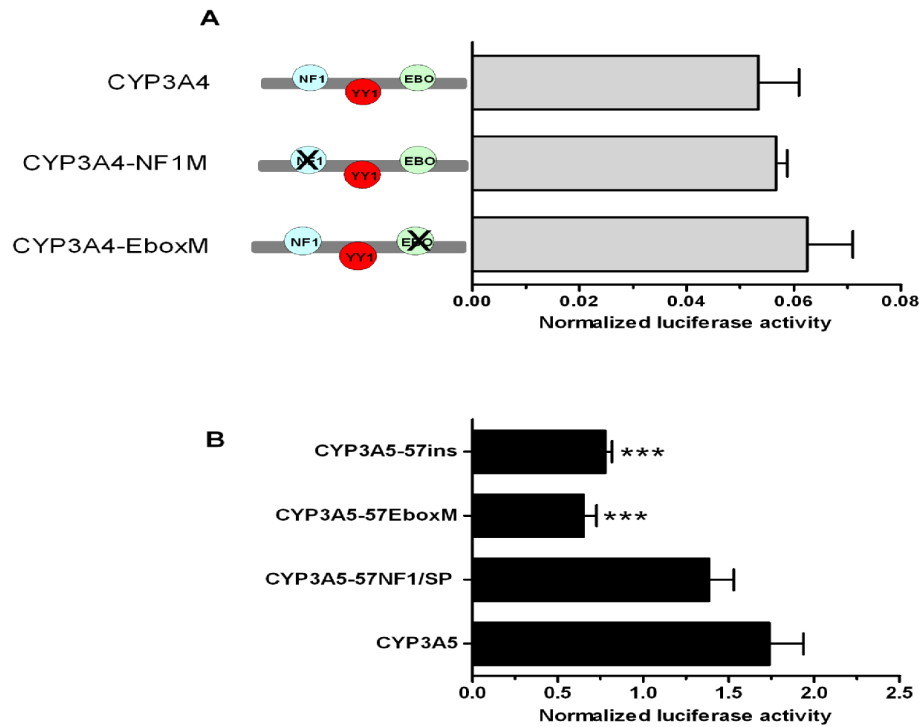 A
CYP3A4
NF1 YY1 EBO
CYP3A4-NF1M
NF1 YY1 EBO
CYP3A4-EboxM
NF1 YY1 EBO
0.00 0.02 0.04 0.06 0.08
Normalized luciferase activity
B
CYP3A5-57ins ***
CYP3A5-57EboxM ***
CYP3A5-57NF1/SP
CYP3A5
0.0 0.5 1.0 1.5 2.0 2.5
Normalized luciferase activity